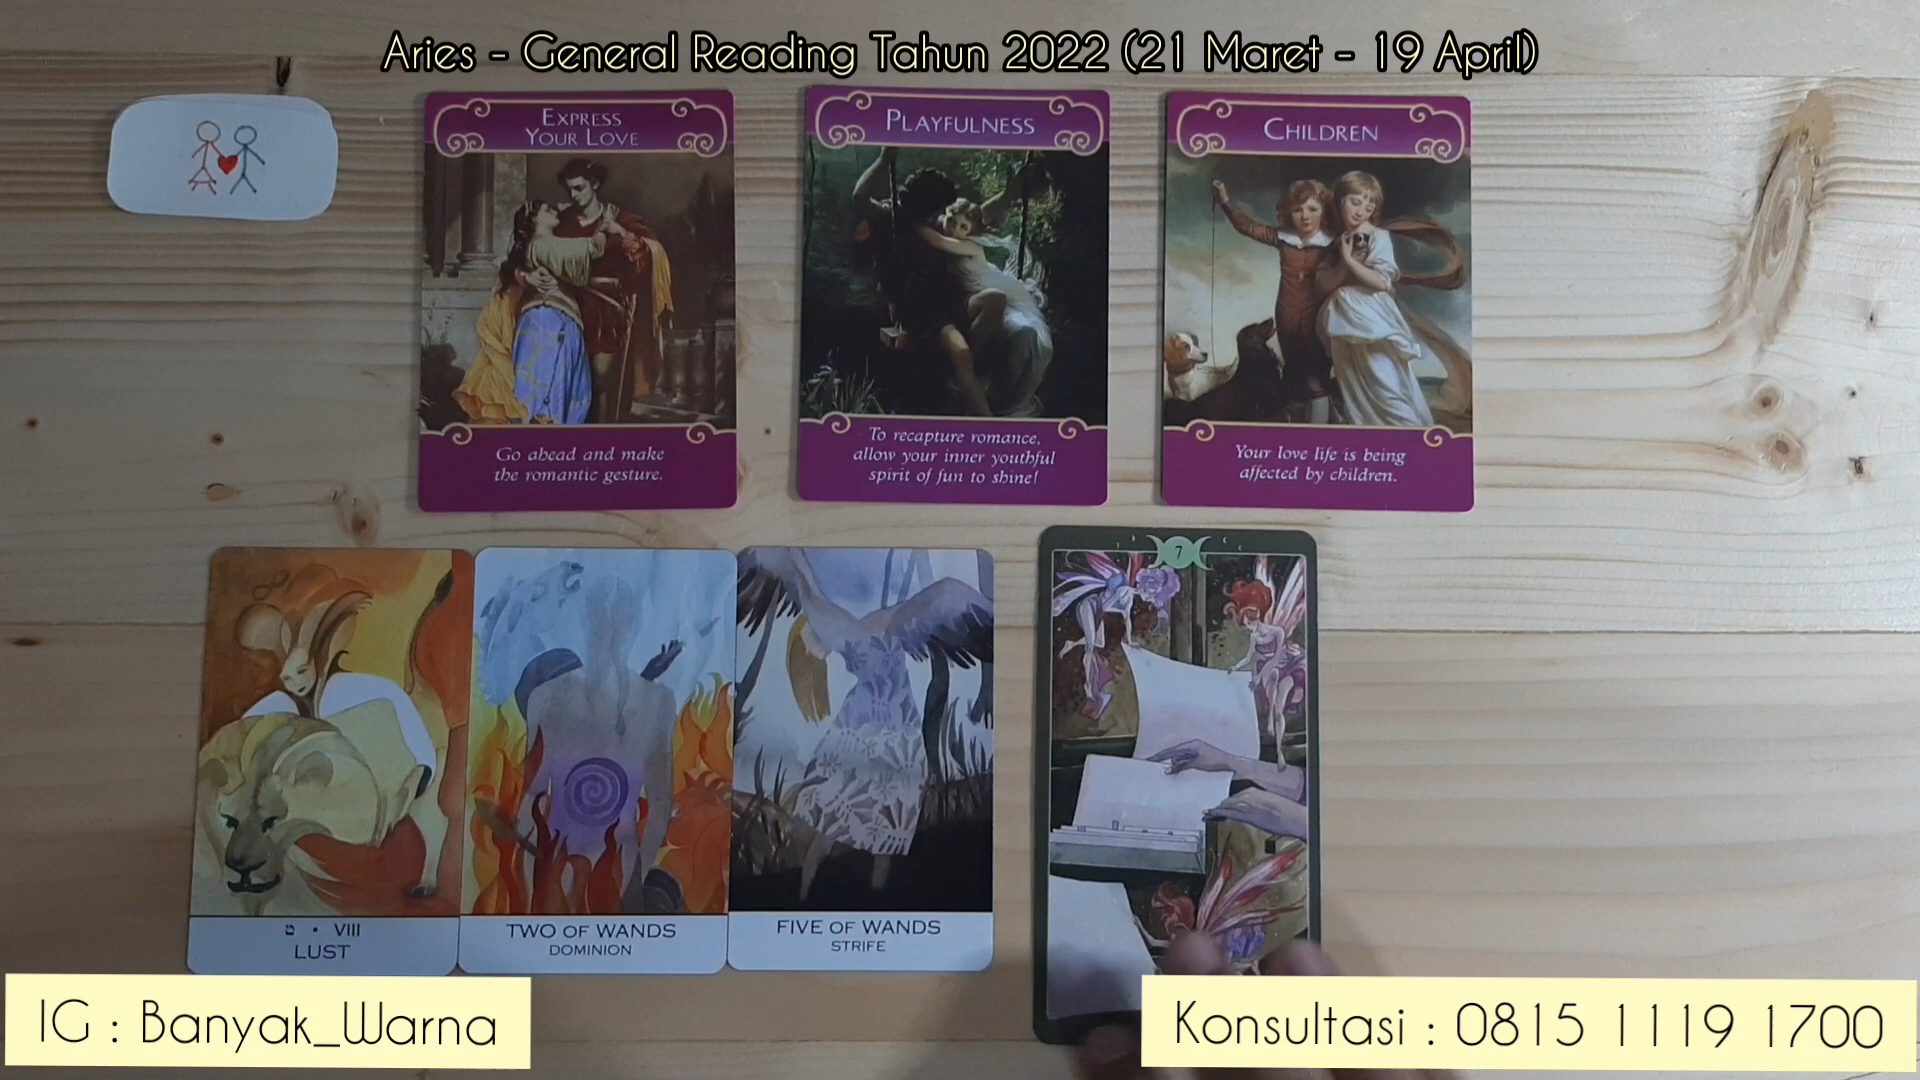 Aries - General Reading Tahun 2022 (21 Maret - 19 April)
EXPRESS
YOUR LOVE
Go ahead and make
the romantic gesture.
PLAYFULNESS
To recapture romance,
allow your inner youthful
spirit of fun to shine!
CHILDREN
Your love life is being
affected by children.
ט • VIII
LUST
TWO OF WANDS
DOMINION
FIVE OF WANDS
STRIFE
7
IG : Banyak_Warna
Konsultasi : 0815 1119 1700